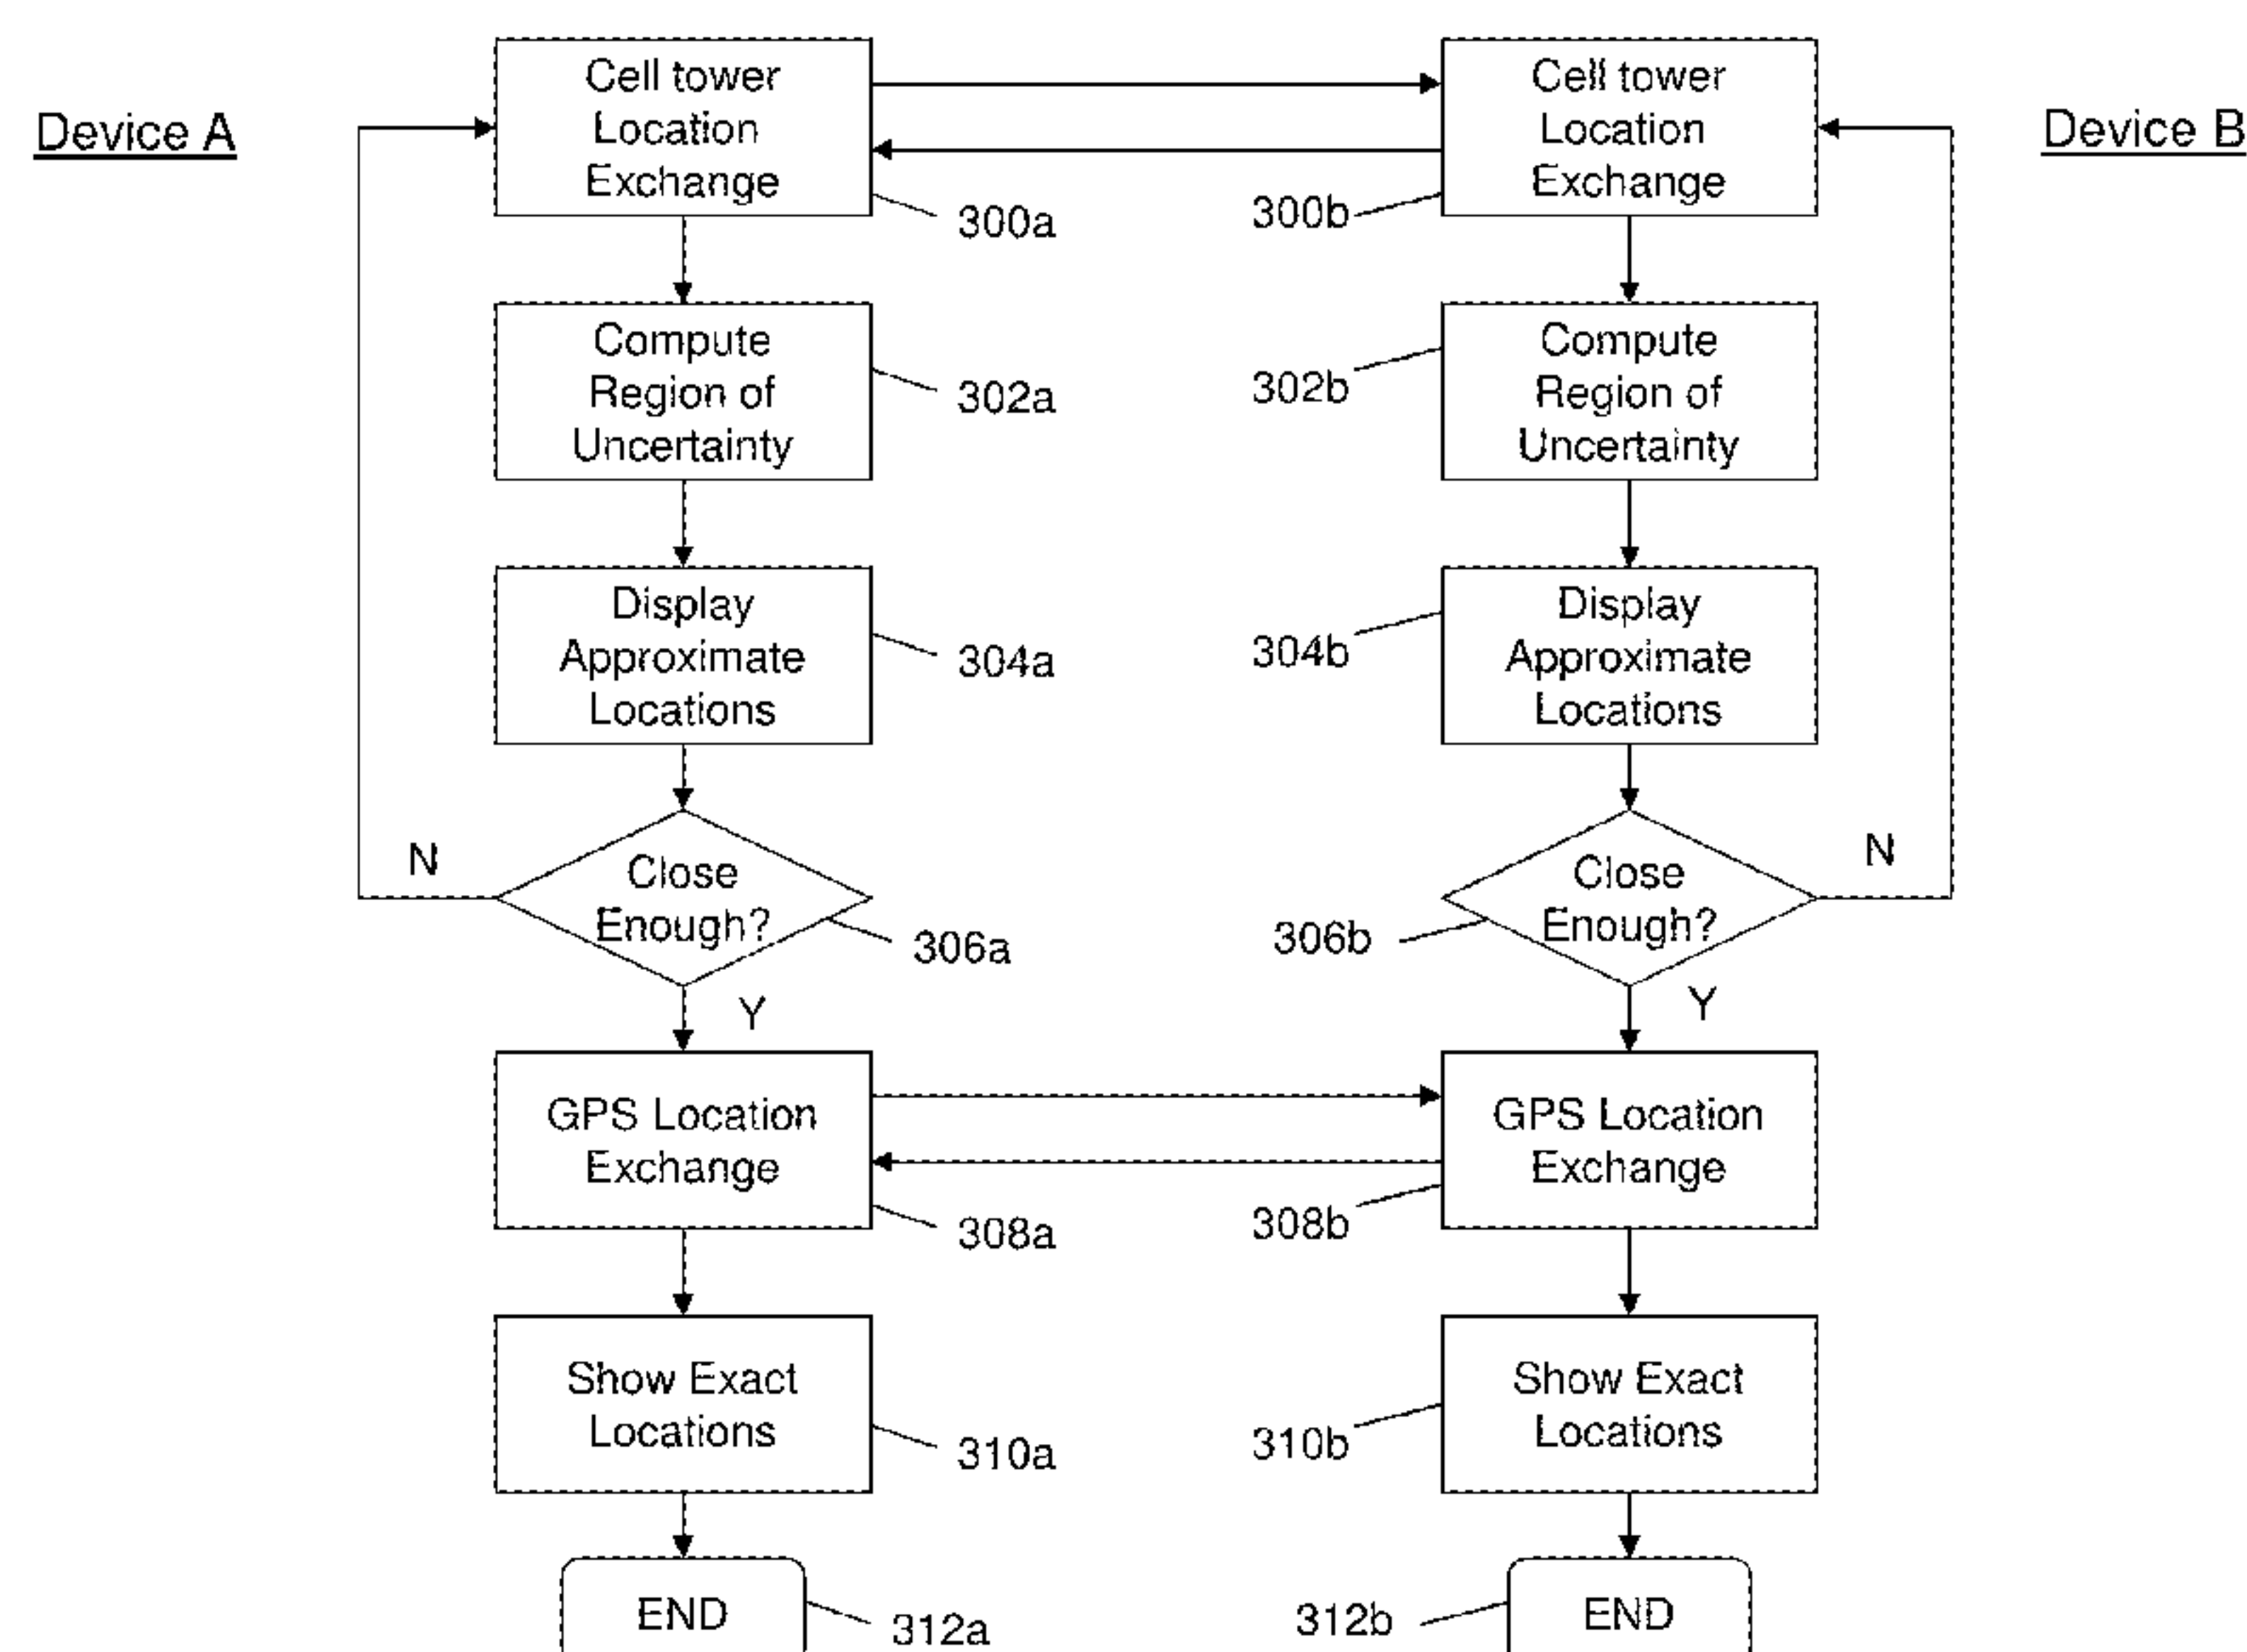 Device A
Cell tower
Location
Exchange
300a
Compute
Region of
Uncertainty
302a
Display
Approximate
Locations
304a
N
Close
Enough?
306a
Y
GPS Location
Exchange
308a
Show Exact
Locations
310a
END
312a
Device B
Cell tower
Location
Exchange
300b
Compute
Region of
Uncertainty
302b
Display
Approximate
Locations
304b
N
Close
Enough?
306b
Y
GPS Location
Exchange
308b
Show Exact
Locations
310b
END
312b